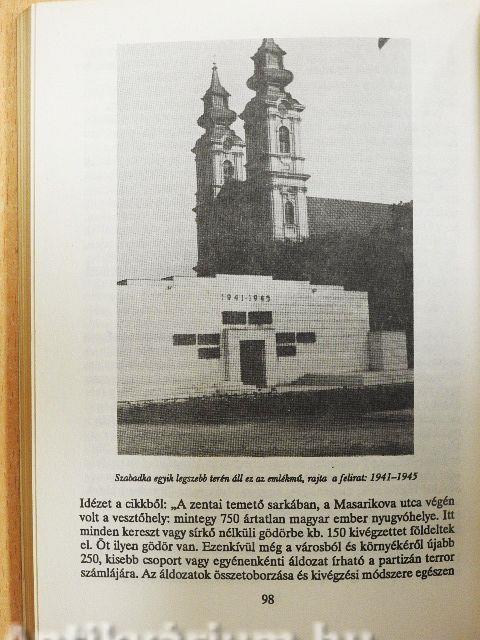 1941-1945
Szabadka egyik legszebb terén áll ez az emlékmű, rajta a felirat: 1941–1945
Idézet a cikkből: „A zentai temető sarkában, a Masarikova utca végén
volt a vesztőhely: mintegy 750 ártatlan magyar ember nyugvóhelye. Itt
minden kereszt vagy sírkő nélküli gödörbe kb. 150 kivégzettet földeltek
el. Öt ilyen gödör van. Ezenkívül még a városból és környékéről újabb
250, kisebb csoport vagy egyénenkénti áldozat írható a partizán terror
számlájára. Az áldozatok összetoborzása és kivégzési módszere egészen
98
Antikvárium.hu